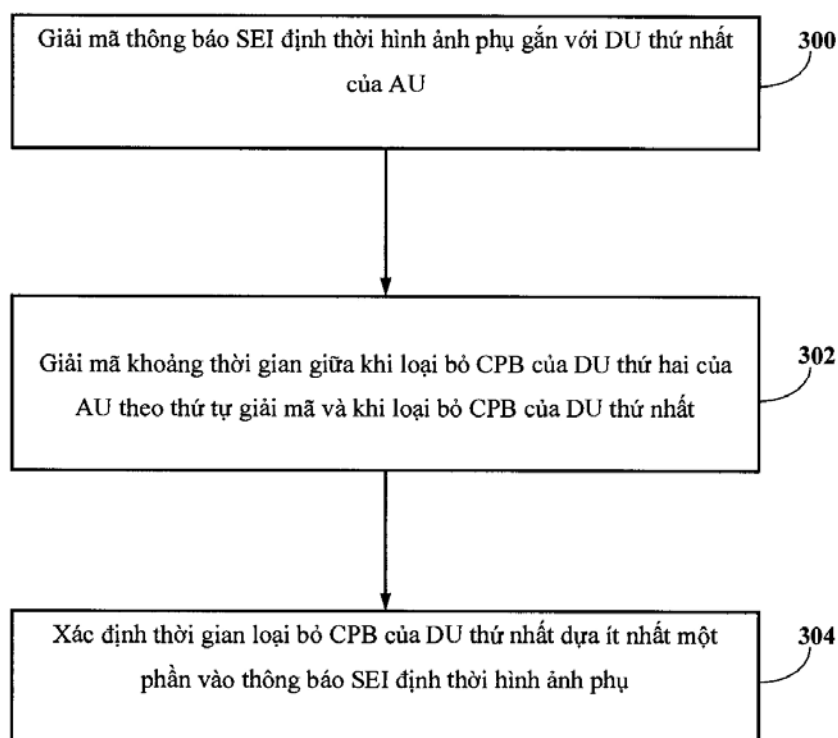 Giải mã thông báo SEI định thời hình ảnh phụ gắn với DU thứ nhất
của AU
300
Giải mã khoảng thời gian giữa khi loại bỏ CPB của DU thứ hai của
AU theo thứ tự giải mã và khi loại bỏ CPB của DU thứ nhất
302
Xác định thời gian loại bỏ CPB của DU thứ nhất dựa ít nhất một
phần vào thông báo SEI định thời hình ảnh phụ
304